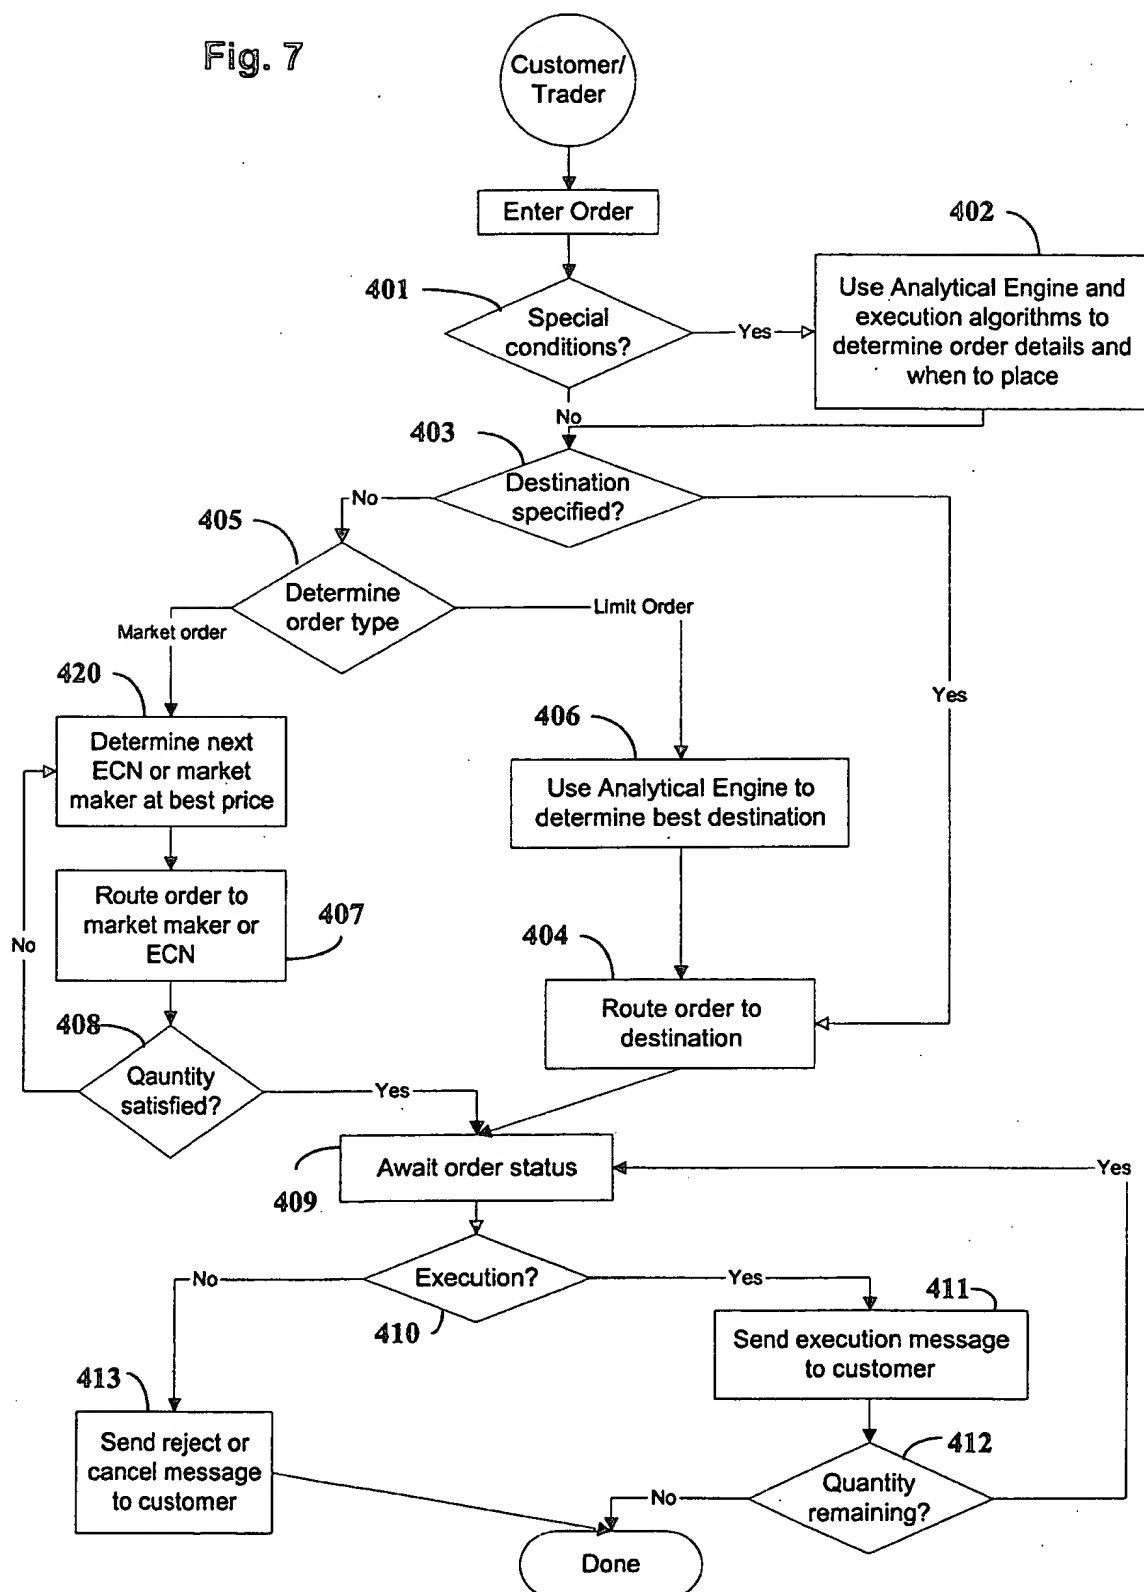 Fig. 7
Customer/
Trader
Enter Order
401
Special
conditions?
Yes
402
Use Analytical Engine and
execution algorithms to
determine order details and
when to place
No
403
Destination
specified?
No
405
Determine
order type
Limit Order
Market order
Yes
420
Determine next
ECN or market
maker at best price
406
Use Analytical Engine to
determine best destination
Route order to
market maker or
ECN
407
No
404
Route order to
destination
408
Qauntity
satisfied?
Yes
Await order status
409
Yes
Execution?
410
No
Yes
411
Send execution message
to customer
413
Send reject or
cancel message
to customer
412
Quantity
remaining?
No
Done